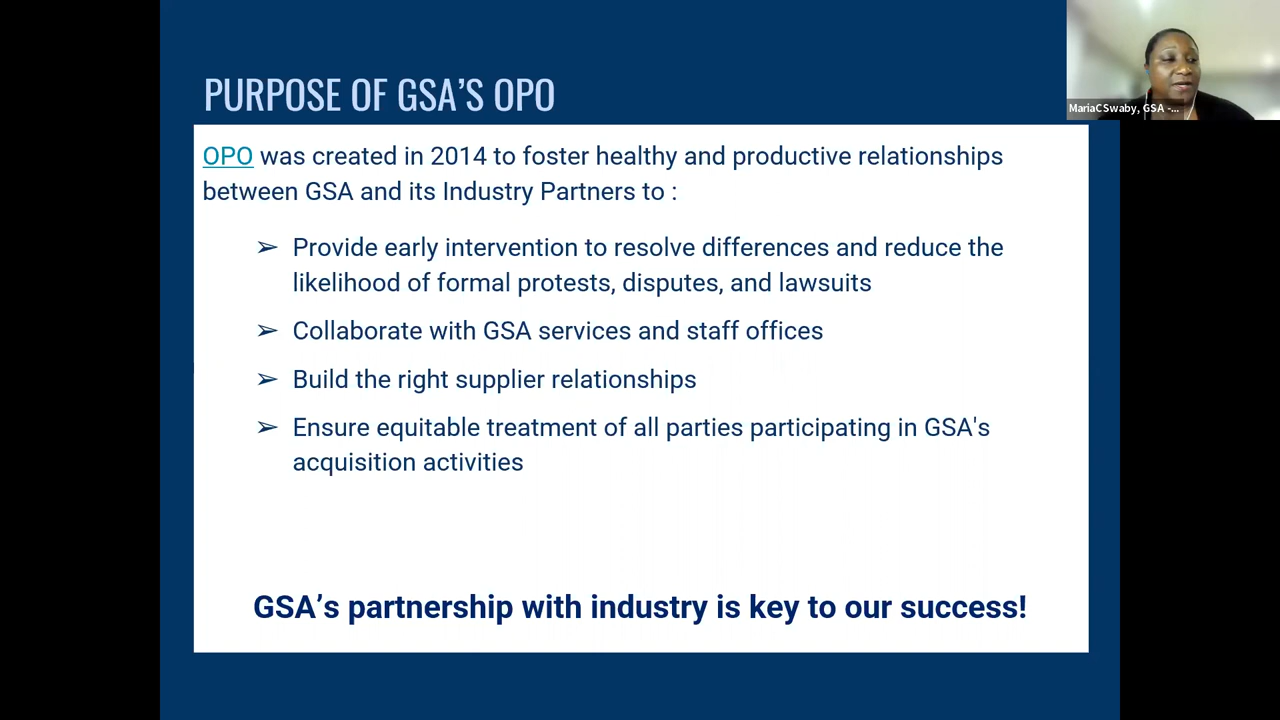 PURPOSE OF GSA’S OPO
MariaCSwaby, GSA -...
OPO was created in 2014 to foster healthy and productive relationships
between GSA and its Industry Partners to :
➢ Provide early intervention to resolve differences and reduce the
likelihood of formal protests, disputes, and lawsuits
➢ Collaborate with GSA services and staff offices
➢ Build the right supplier relationships
➢ Ensure equitable treatment of all parties participating in GSA's
acquisition activities
GSA’s partnership with industry is key to our success!